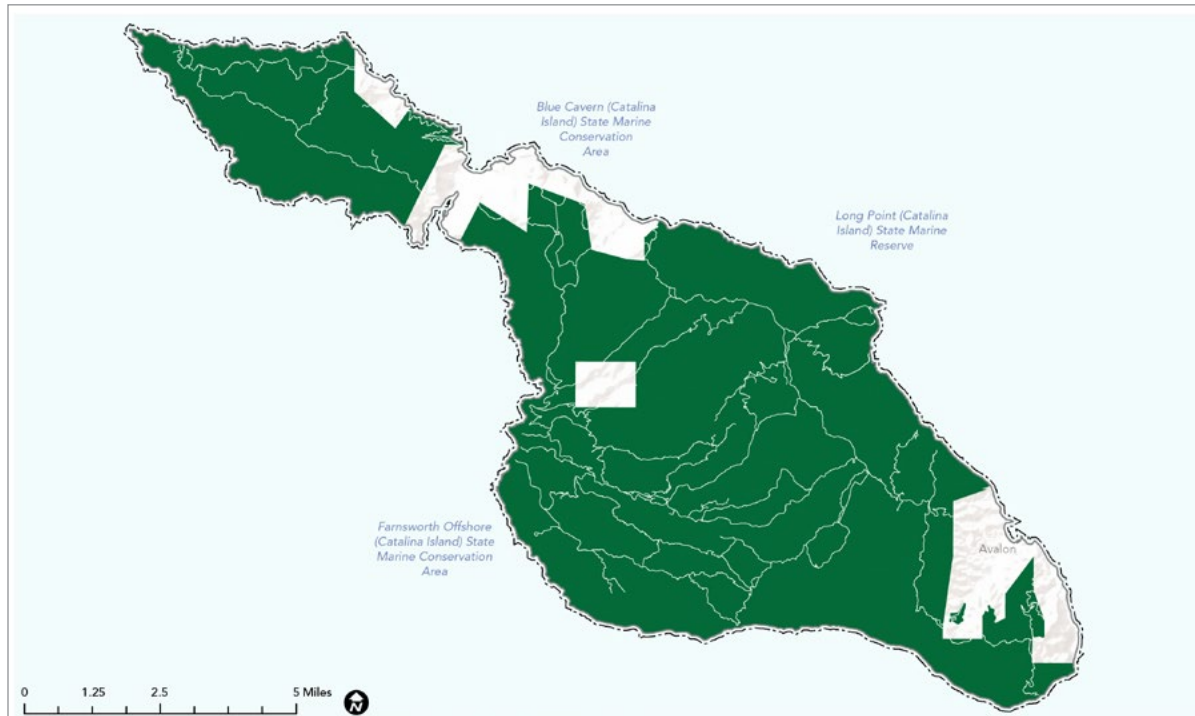 Blue Cavern (Catalina
Island) State Marine
Conservation
Area
Long Point (Catalina
Island) State Marine
Reserve
Farnsworth Offshore
(Catalina Island) State
Marine Conservation
Area
Avalon
0 1.25 2.5 5 Miles
N